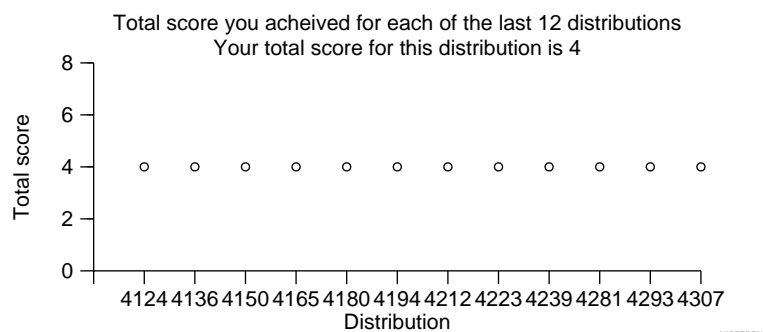 Total score you acheived for each of the last 12 distributions
Your total score for this distribution is 4
8
6
4
2
0
Total score
4124 4136 4150 4165 4180 4194 4212 4223 4239 4281 4293 4307
Distribution